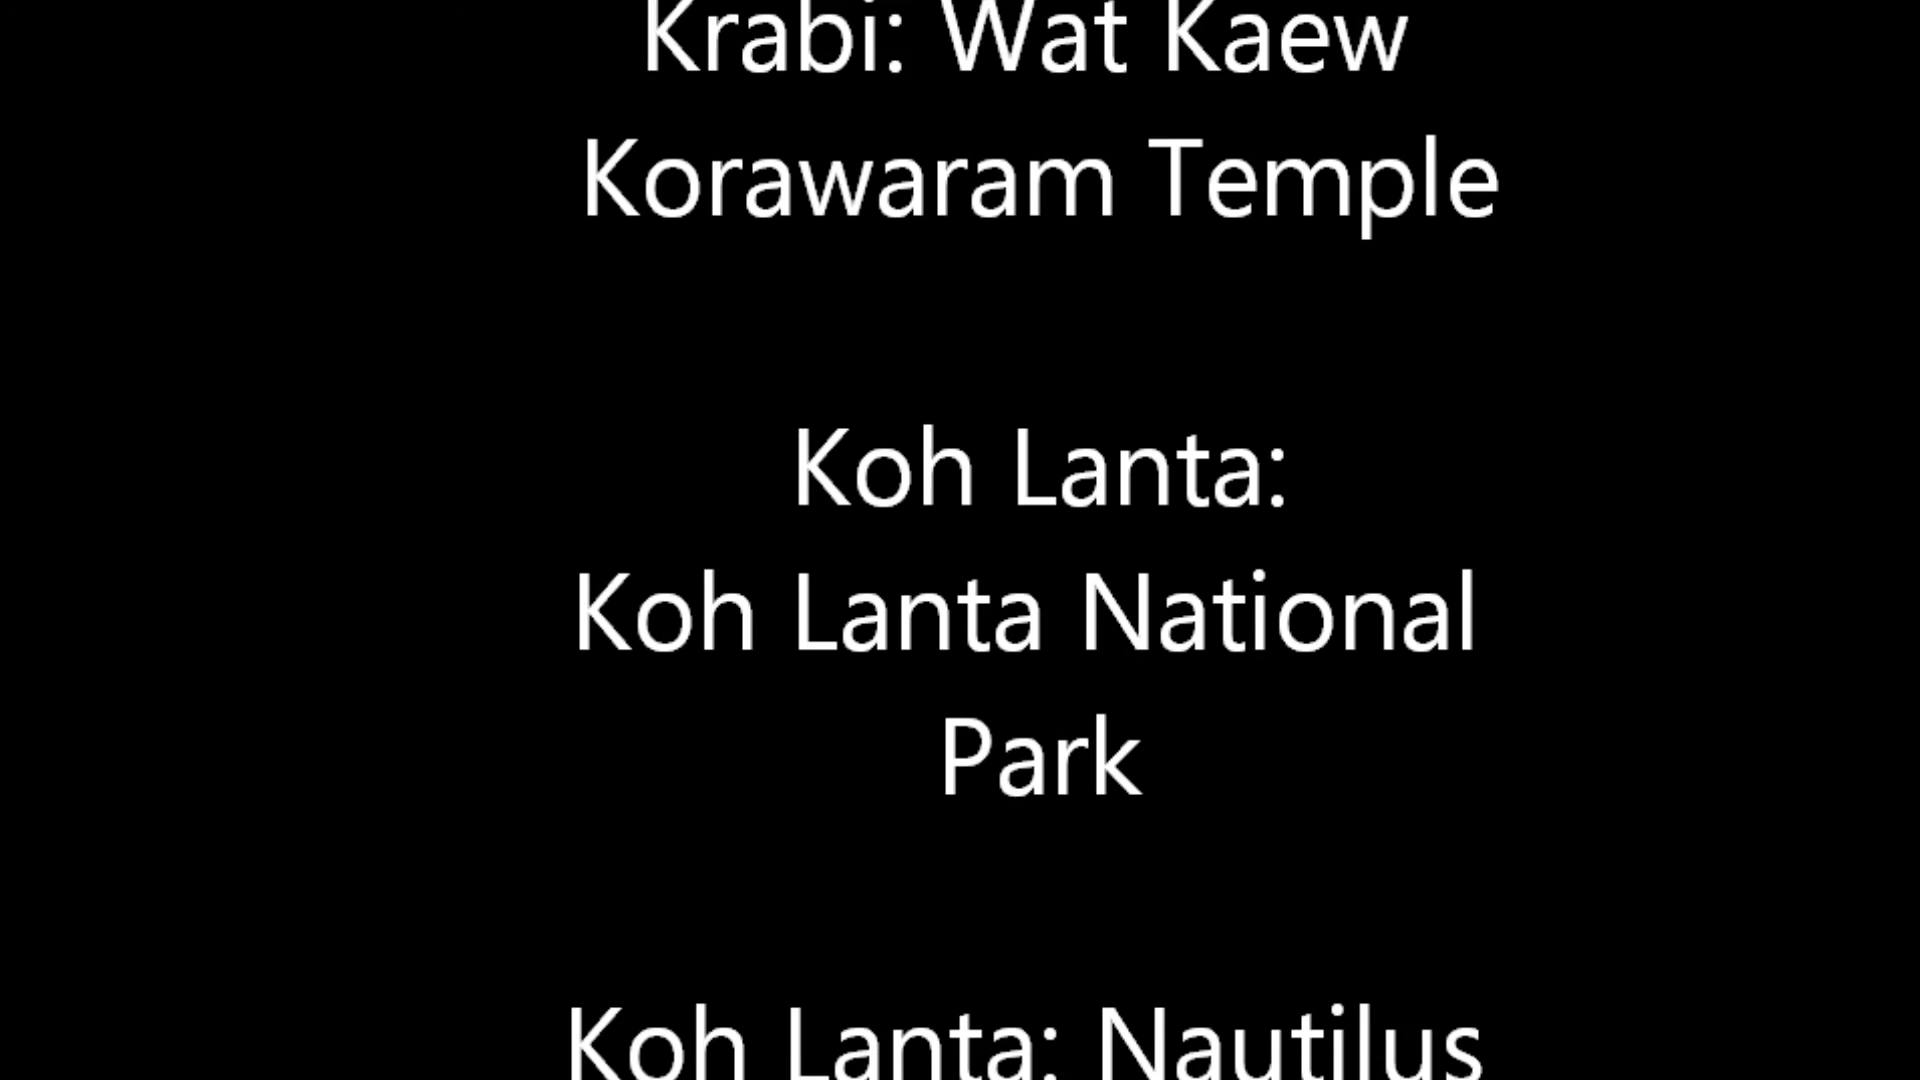 Krabi: Wat Kaew
Korawaram Temple
Koh Lanta:
Koh Lanta National
Park
Koh Lanta: Nautilus